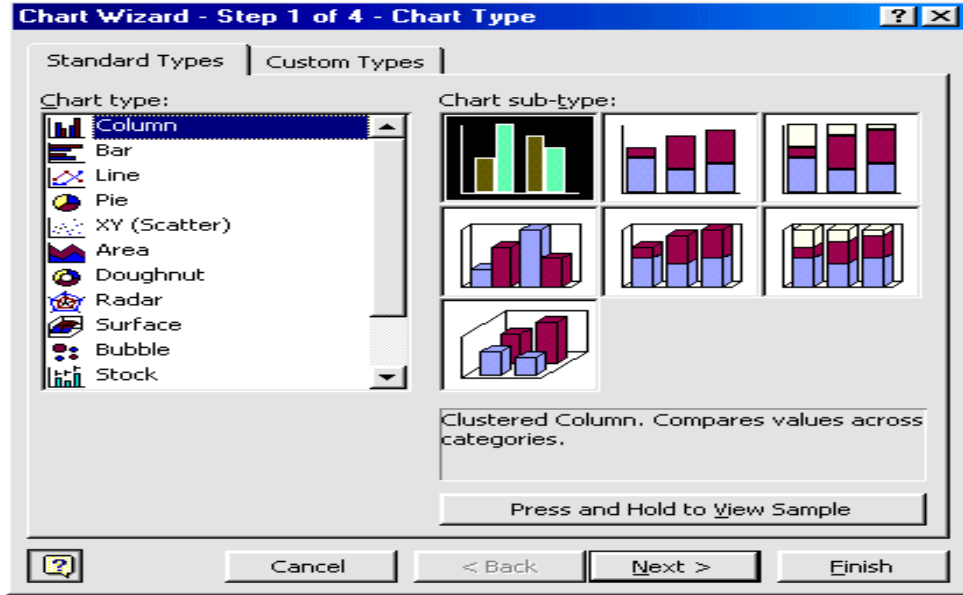 Chart Wizard - Step 1 of 4 - Chart Type
Standard Types
Custom Types
Chart type:
Column
Bar
Line
Pie
XY (Scatter)
Area
Doughnut
Radar
Surface
Bubble
Stock
Chart sub-type:
Clustered Column. Compares values across
categories.
Press and Hold to View Sample
Cancel
< Back
Next >
Finish